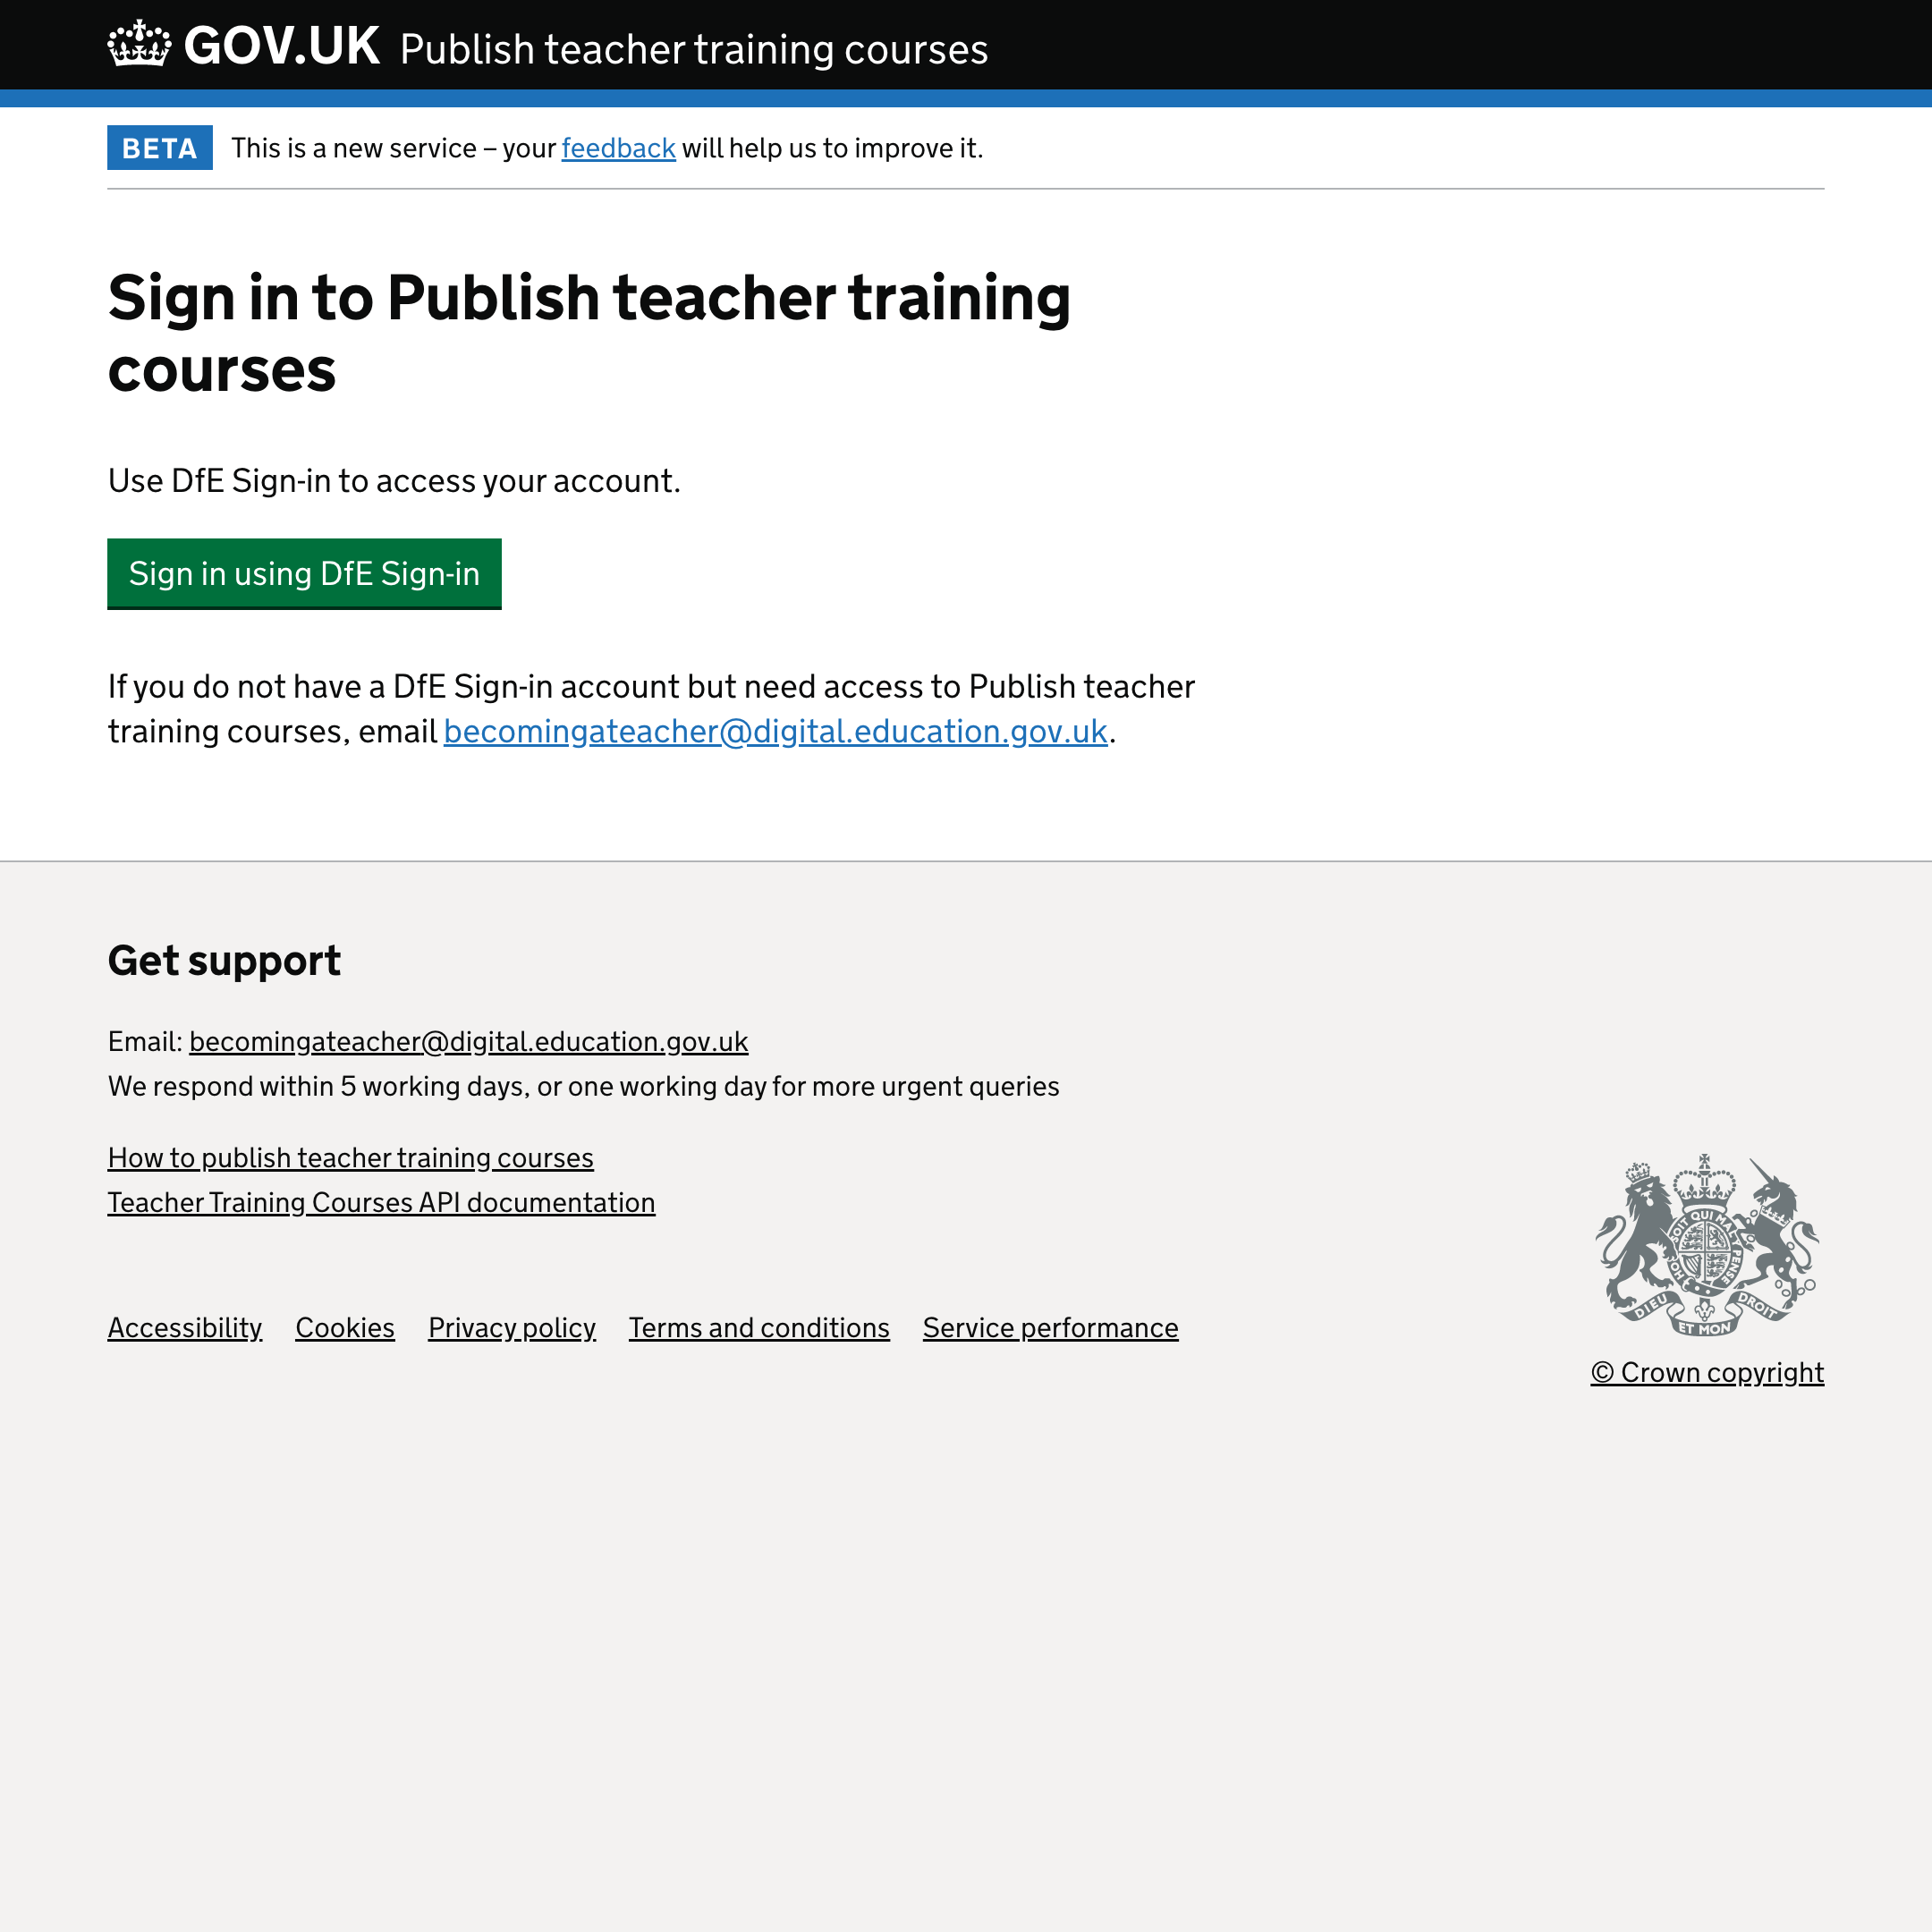 GOV.UK Publish teacher training courses
BETA This is a new service – your feedback will help us to improve it.
Sign in to Publish teacher training
courses
Use DfE Sign-in to access your account.
Sign in using DfE Sign-in
If you do not have a DfE Sign-in account but need access to Publish teacher
training courses, email becomingateacher@digital.education.gov.uk.
Get support
Email: becomingateacher@digital.education.gov.uk
We respond within 5 working days, or one working day for more urgent queries
How to publish teacher training courses
Teacher Training Courses API documentation
Accessibility Cookies Privacy policy Terms and conditions Service performance
DIEU ET MON DROIT
© Crown copyright